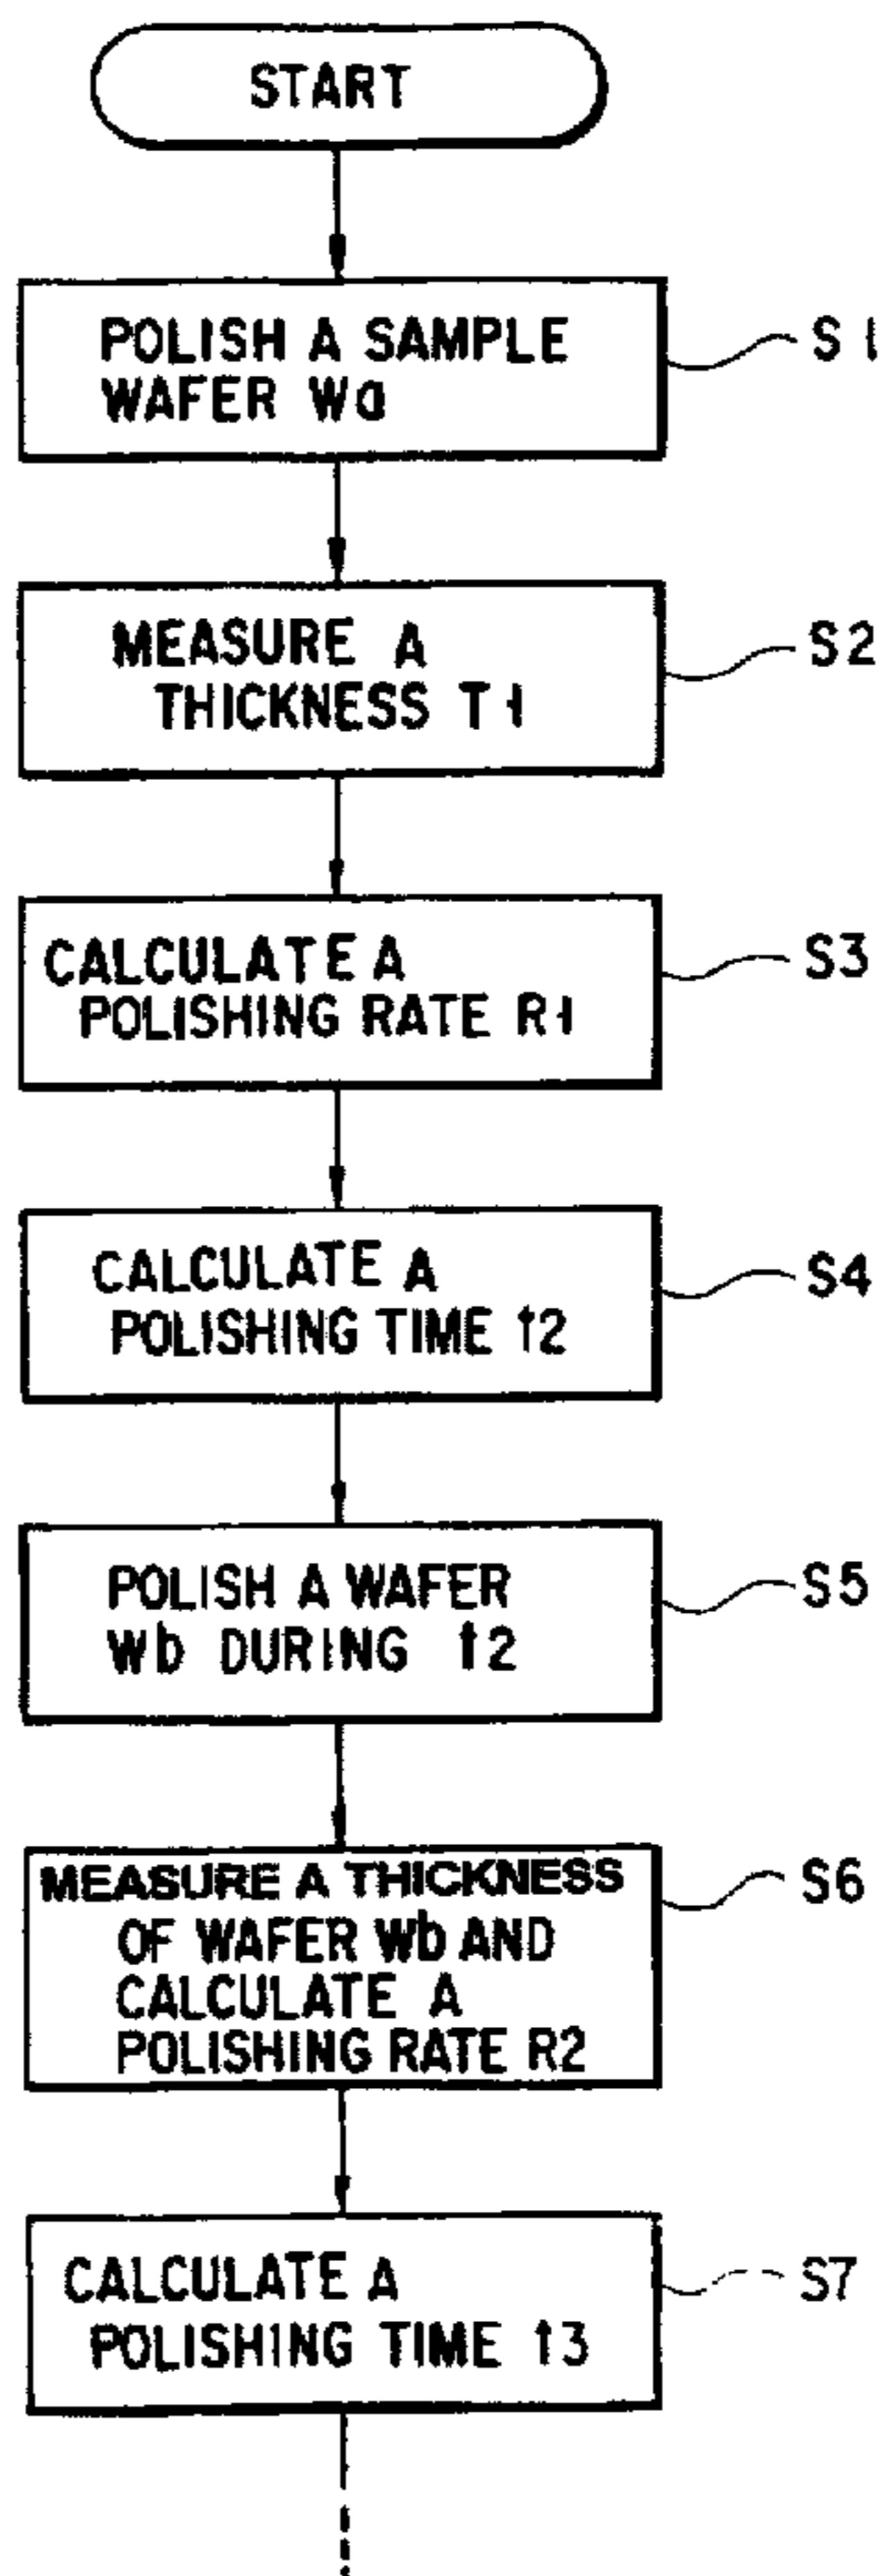 START
POLISH A SAMPLE
WAFER Wa
S1
MEASURE A
THICKNESS T1
S2
CALCULATE A
POLISHING RATE R1
S3
CALCULATE A
POLISHING TIME t2
S4
POLISH A WAFER
Wb DURING t2
S5
MEASURE A THICKNESS
OF WAFER Wb AND
CALCULATE A
POLISHING RATE R2
S6
CALCULATE A
POLISHING TIME t3
S7